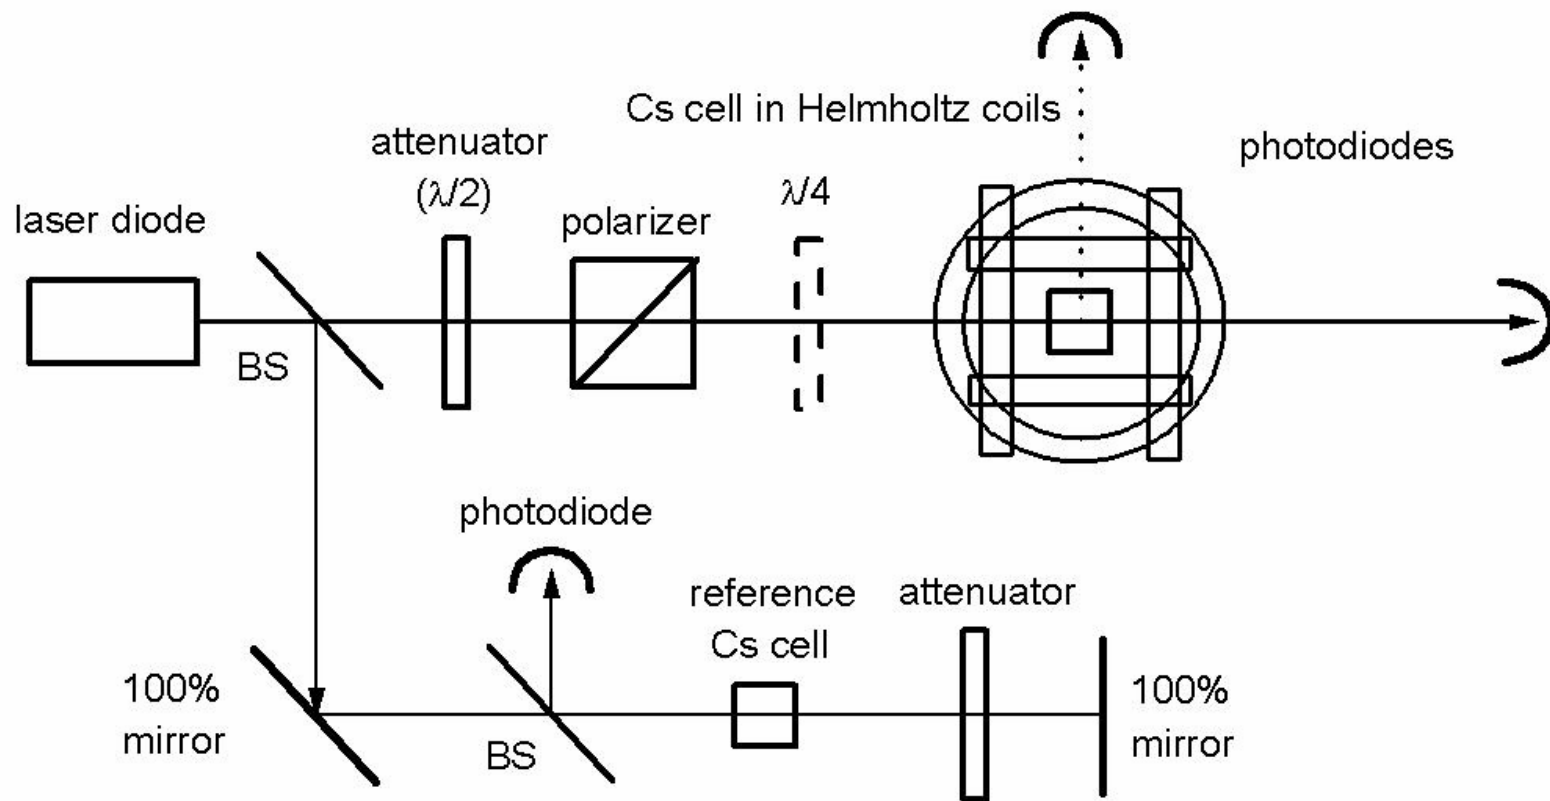 Cs cell in Helmholtz coils
attenuator
(λ/2)
photodiodes
λ/4
laser diode
polarizer
BS
photodiode
reference
Cs cell
attenuator
100%
mirror
BS
100%
mirror